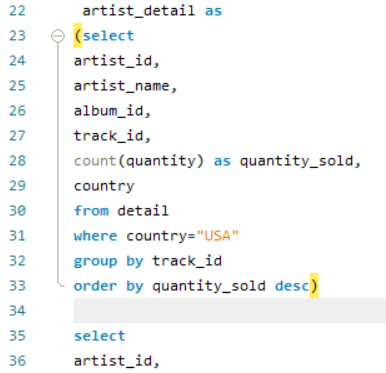 22 artist_detail as
23 (select
24 artist_id,
25 artist_name,
26 album_id,
27 track_id,
28 count(quantity) as quantity_sold,
29 country
30 from detail
31 where country="USA"
32 group by track_id
33 order by quantity_sold desc)
34
35 select
36 artist_id,